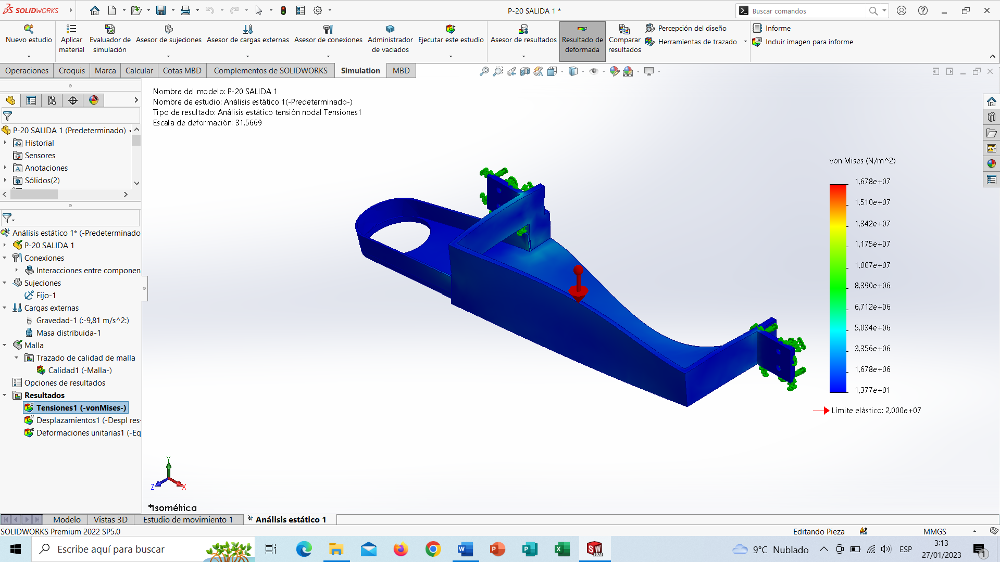 SOLIDWORKS
P-20 SALIDA 1 *
Buscar comandos
Nuevo estudio
Aplicar material
Evaluador de simulación
Asesor de sujeciones
Asesor de cargas externas
Asesor de conexiones
Administrador de vaciados
Ejecutar este estudio
Asesor de resultados
Resultado de deformada
Comparar resultados
Percepción del diseño
Herramientas de trazado
Informe
Incluir imagen para informe
Operaciones
Croquis
Marca
Calcular
Cotas MBD
Complementos de SOLIDWORKS
Simulation
MBD
P-20 SALIDA 1 (Predeterminado) <
Historial
Sensores
Anotaciones
Sólidos(2)
Análisis estático 1* (-Predeterminado
P-20 SALIDA 1
Conexiones
Interacciones entre componen
Sujeciones
Fijo-1
Cargas externas
Gravedad-1 (:-9,81 m/s^2:)
Masa distribuida-1
Malla
Trazado de calidad de malla
Calidad1 (-Malla-)
Opciones de resultados
Resultados
Tensiones1 (-vonMises-)
Desplazamientos1 (-Despl res
Deformaciones unitarias1 (-Eq
Nombre del modelo: P-20 SALIDA 1
Nombre de estudio: Análisis estático 1(-Predeterminado-)
Tipo de resultado: Análisis estático tensión nodal Tensiones1
Escala de deformación: 31,5669
von Mises (N/m^2)
1,678e+07
1,510e+07
1,342e+07
1,175e+07
1,007e+07
8,390e+06
6,712e+06
5,034e+06
3,356e+06
1,678e+06
1,377e+01
Límite elástico: 2,000e+07
Y
Z
X
*Isométrica
Modelo
Vistas 3D
Estudio de movimiento 1
Análisis estático 1
SOLIDWORKS Premium 2022 SP5.0
Editando Pieza
MMGS
Escribe aquí para buscar
9°C Nublado
ESP
3:13
27/01/2023
1